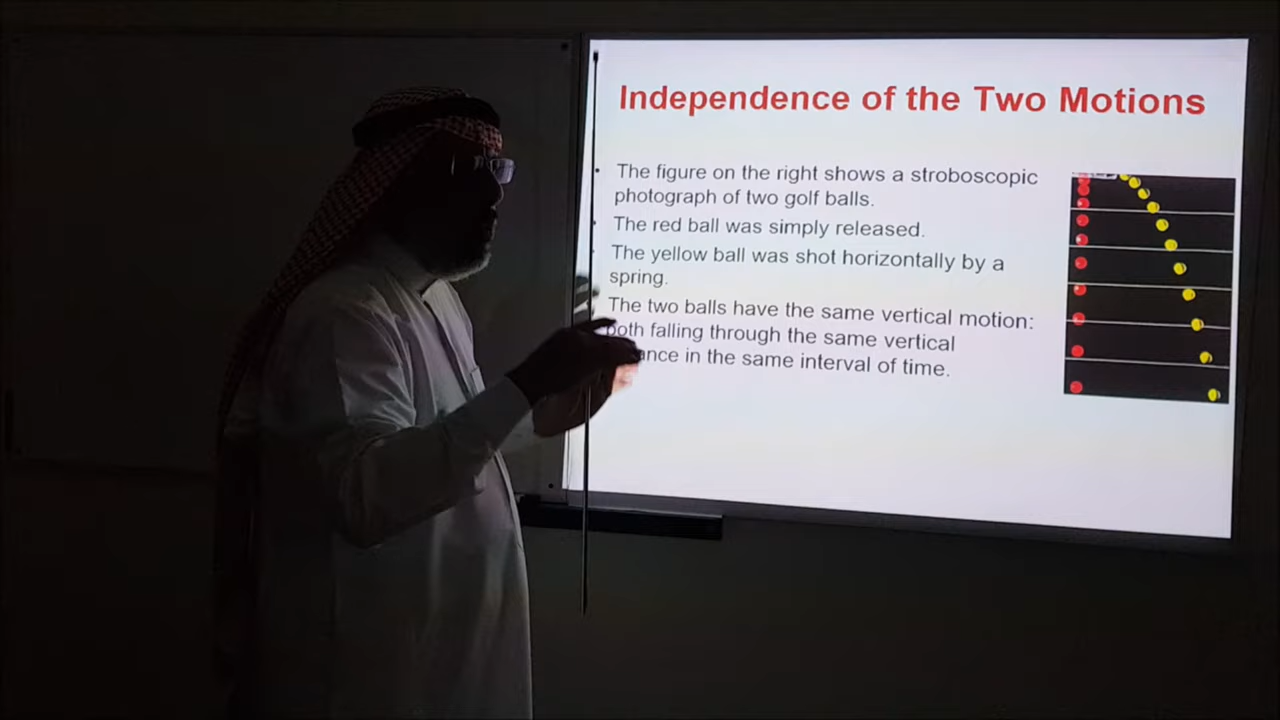 Independence of the Two Motions
The figure on the right shows a stroboscopic
photograph of two golf balls.
The red ball was simply released.
The yellow ball was shot horizontally by a
spring.
The two balls have the same vertical motion:
both falling through the same vertical
in the same interval of time.